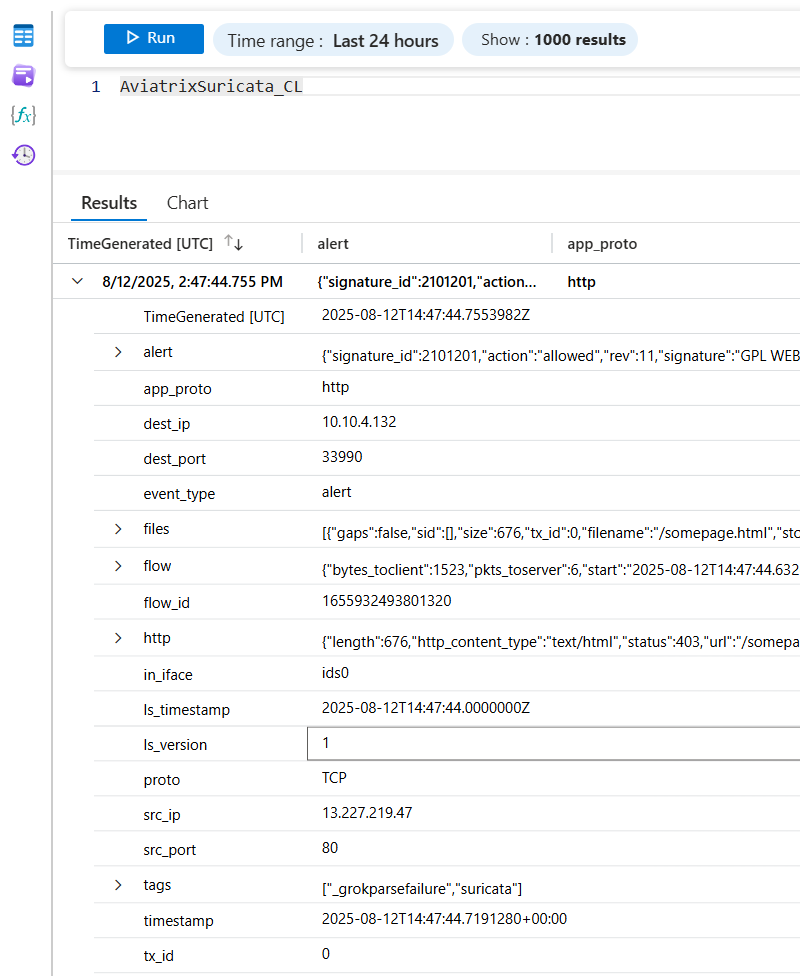 Run Time range : Last 24 hours Show : 1000 results
1 AviatrixSuricata_CL
{fx}
Results Chart
TimeGenerated [UTC] ↑↓ alert app_proto
8/12/2025, 2:47:44.755 PM {"signature_id":2101201,"action... http
TimeGenerated [UTC] 2025-08-12T14:47:44.7553982Z
alert {"signature_id":2101201,"action":"allowed","rev":11,"signature":"GPL WEB
app_proto http
dest_ip 10.10.4.132
dest_port 33990
event_type alert
files [{"gaps":false,"sid":[],"size":676,"tx_id":0,"filename":"/somepage.html","sto
flow {"bytes_toclient":1523,"pkts_toserver":6,"start":"2025-08-12T14:47:44.632
flow_id 1655932493801320
http {"length":676,"http_content_type":"text/html","status":403,"url":"/somepa
in_iface ids0
ls_timestamp 2025-08-12T14:47:44.0000000Z
ls_version 1
proto TCP
src_ip 13.227.219.47
src_port 80
tags ["_grokparsefailure","suricata"]
timestamp 2025-08-12T14:47:44.7191280+00:00
tx_id 0